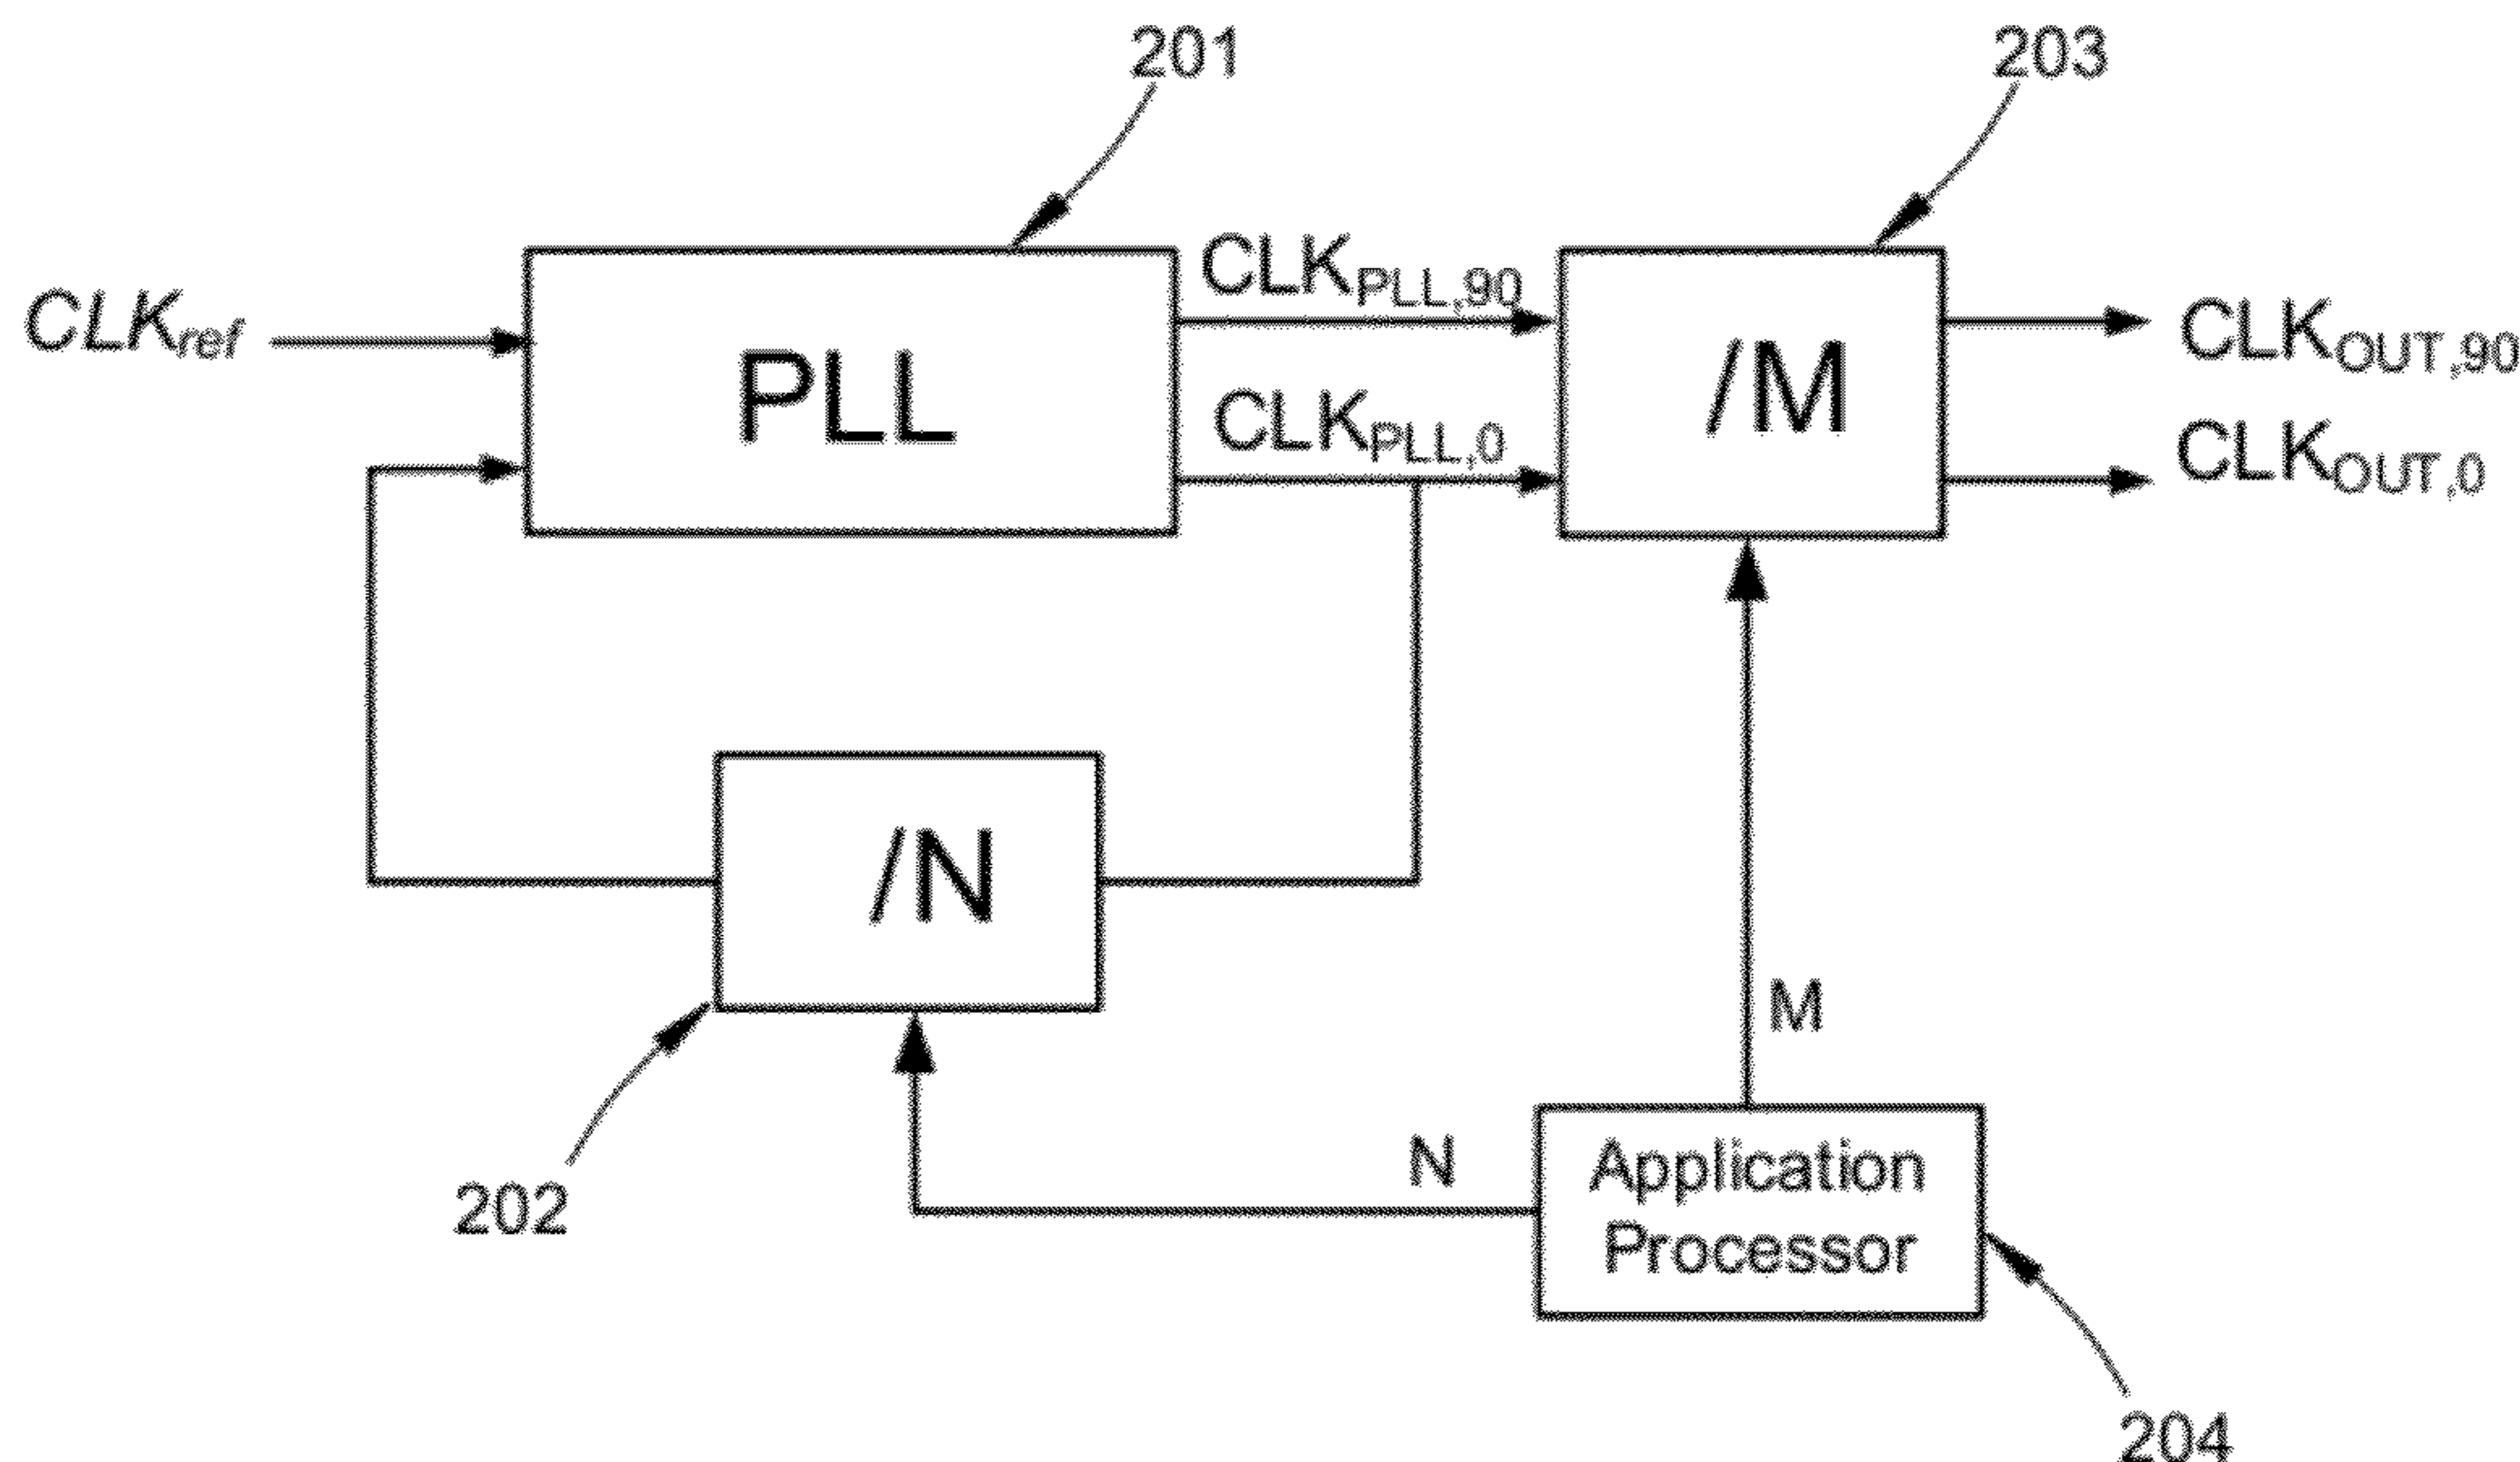 201
203
CLKref
PLL
CLKPLL,90
CLKPLL,0
/M
CLKOUT,90
CLKOUT,0
/N
M
N
Application
Processor
202
204